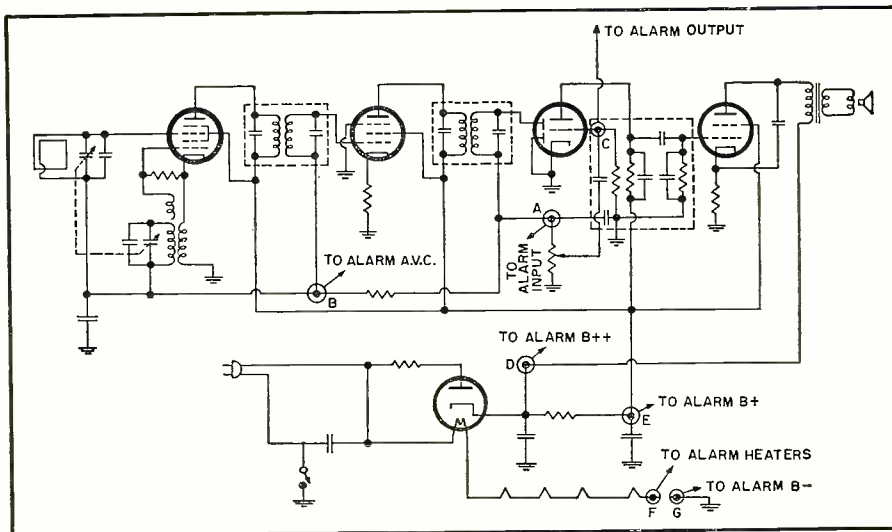 TO ALARM OUTPUT
C
A
TO
ALARM
INPUT
TO ALARM A.V.C.
B
TO ALARM B++
D
TO ALARM B+
E
TO ALARM HEATERS
TO ALARM B-
F
G